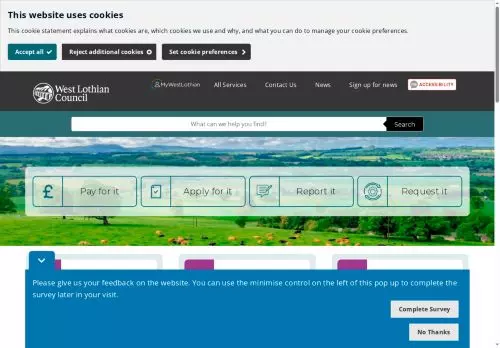 This website uses cookies
This cookie statement explains what cookies are, which cookies we use and why, and what you can do to manage your cookie preferences.
Accept all
Reject additional cookies
Set cookie preferences
West Lothian
Council
MyWestLothian
All Services
Contact Us
News
Sign up for news
ACCESSIBILITY
What can we help you find?
Search
£
Pay for it
Apply for it
Report it
Request it
Please give us your feedback on the website. You can use the minimise control on the left of this pop up to complete the
survey later in your visit.
Complete Survey
No Thanks